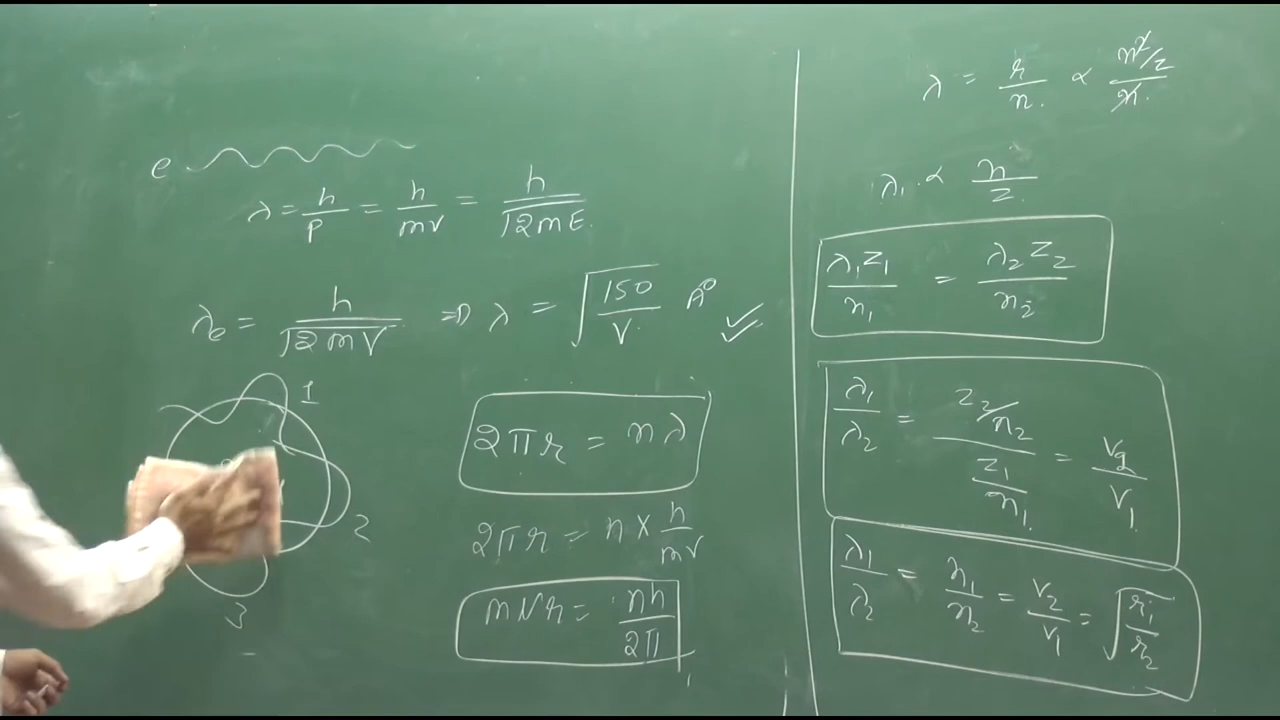 e
λ = h/p = h/mv = h/√2mE.
λe = h/√2mV ⇒ λ = √150/V. A° ✓
1
2
3
2πr = nλ
2πr = n × h/mv
mvr = nh/2π
λ = r/n. ∝ n²/z/n.
λ₁ ∝ n/z.
λ₁z₁/n₁ = λ₂z₂/n₂
λ₁/λ₂ = z₂/n₂/z₁/n₁ = v₂/v₁
λ₁/λ₂ = n₁/n₂ = v₂/v₁ = √r₁/r₂